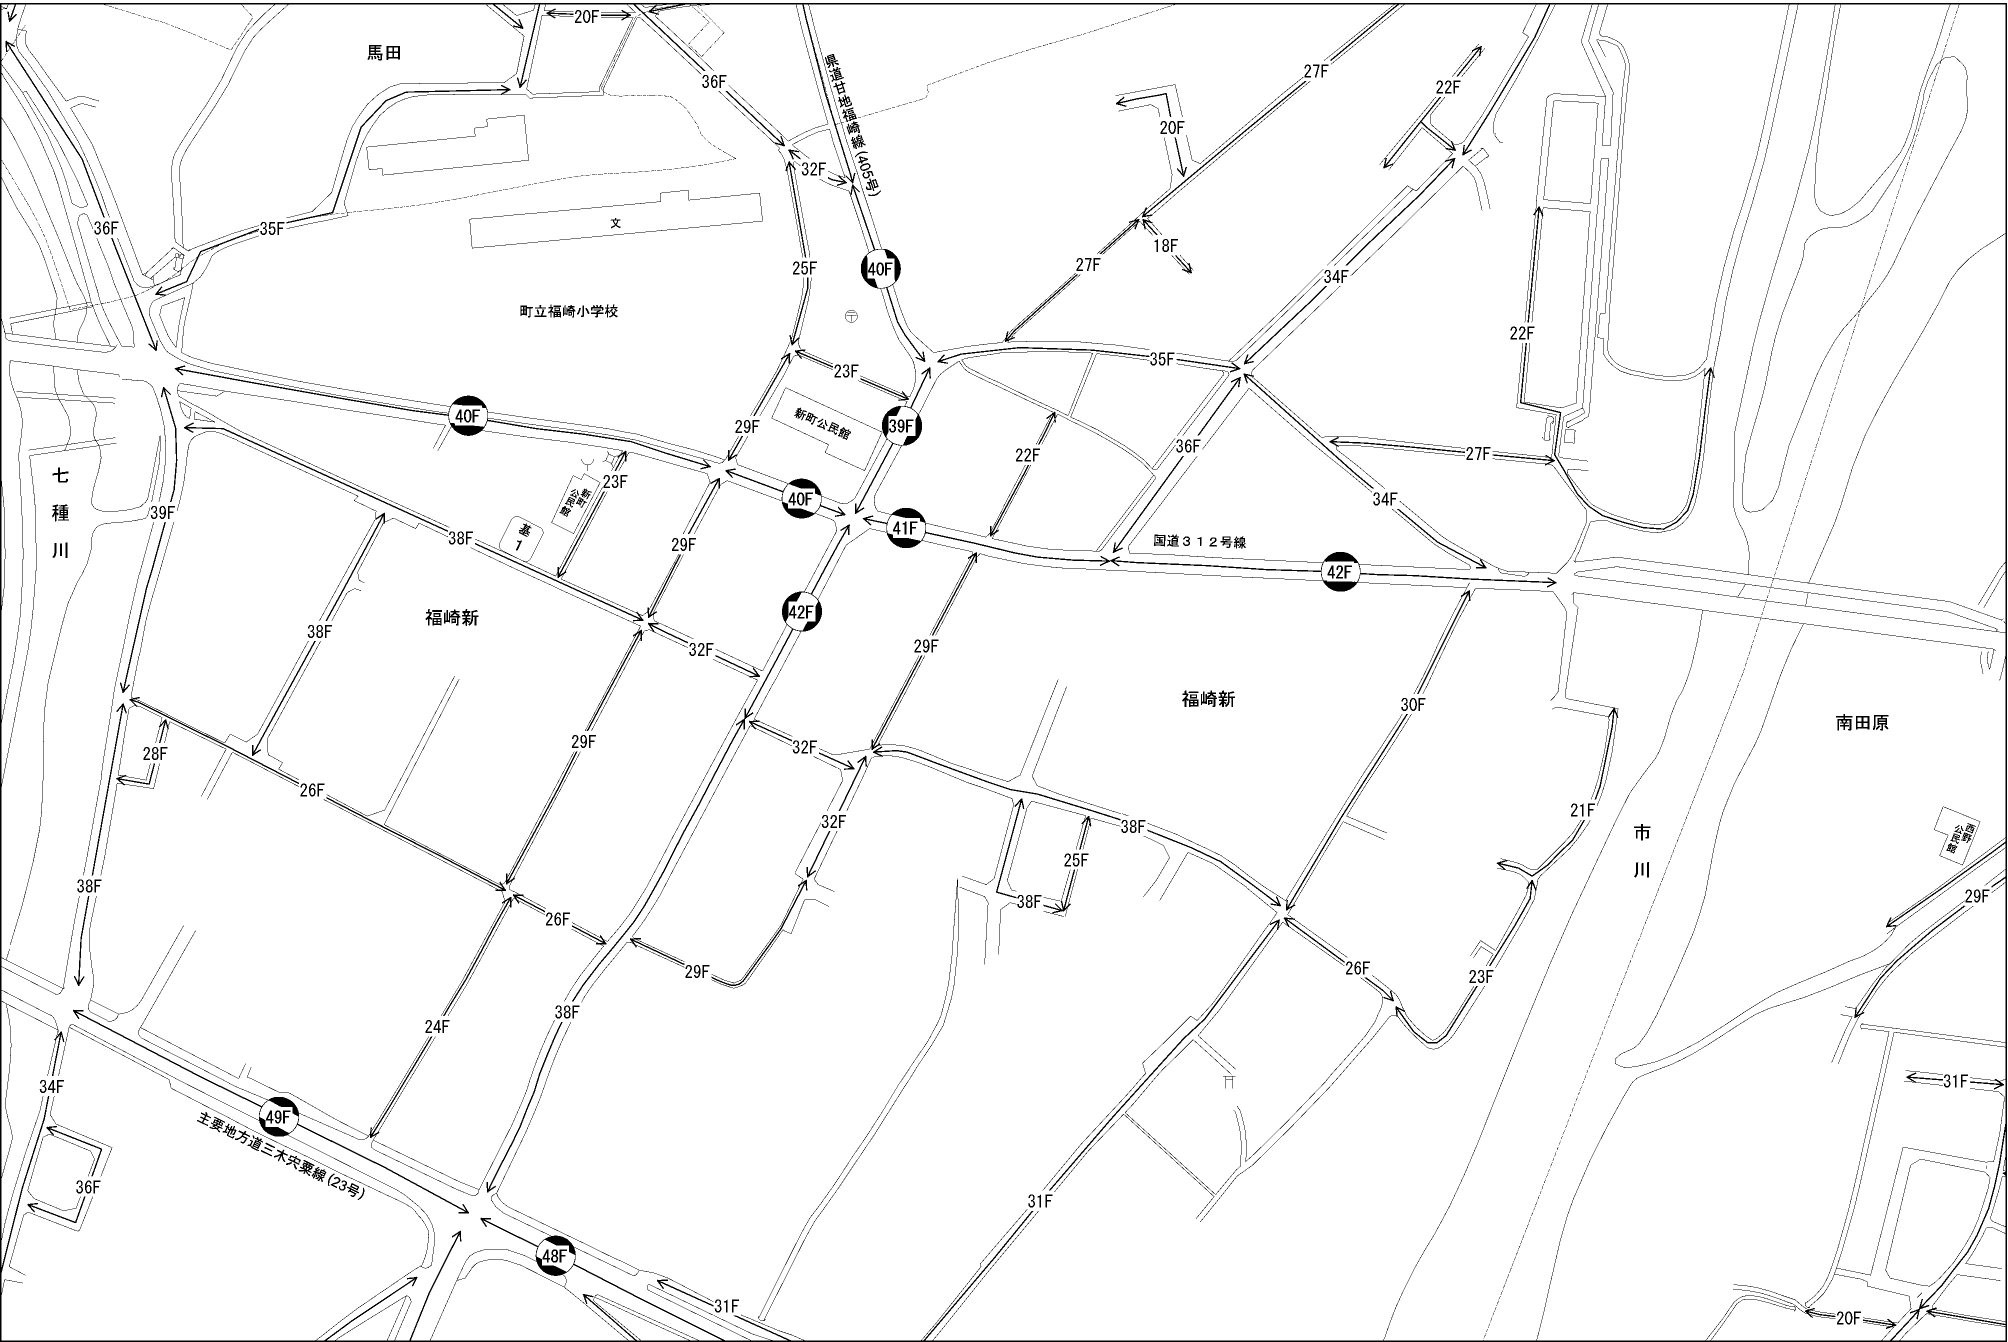 20F
馬田
36F
県道甘地福崎線(405号)
27F
22F
20F
32F
36F
35F
文
18F
25F
40F
27F
34F
町立福崎小学校
〒
22F
35F
23F
40F
新町公民館
29F
39F
36F
22F
27F
七種川
新町公民館
23F
40F
34F
39F
38F
基1
29F
41F
国道312号線
42F
福崎新
38F
42F
32F
29F
福崎新
30F
南田原
28F
29F
32F
26F
32F
38F
21F
市川
西野公民館
25F
38F
38F
29F
26F
29F
26F
23F
38F
24F
34F
31F
49F
主要地方道三木宍粟線(23号)
36F
31F
48F
31F
20F